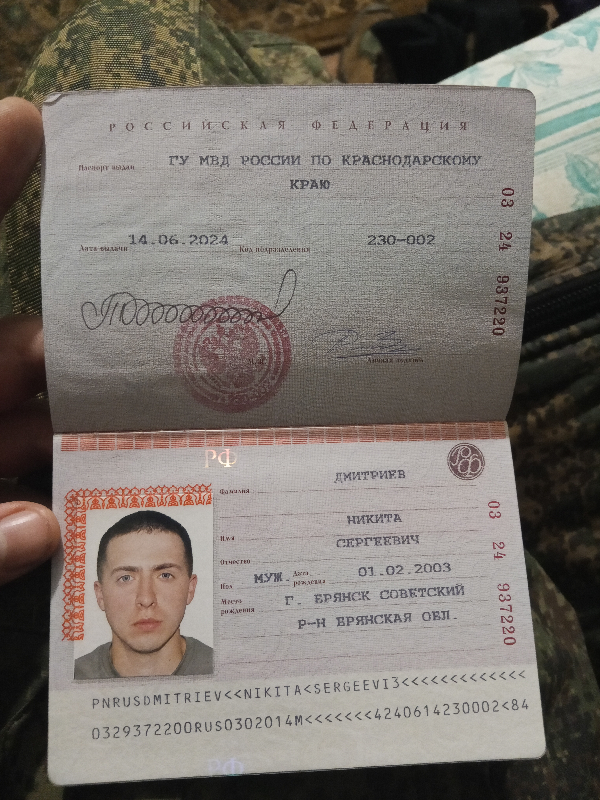 РОССИЙСКАЯ ФЕДЕРАЦИЯ
Паспорт выдан ГУ МВД РОССИИ ПО КРАСНОДАРСКОМУ
КРАЮ
Дата выдачи 14.06.2024 Код подразделения 230-002
Личная подпись
03 24 937220
РФ
Фамилия ДМИТРИЕВ
Имя НИКИТА
Отчество СЕРГЕЕВИЧ
Пол МУЖ. Дата рождения 01.02.2003
Место рождения Г. БРЯНСК СОВЕТСКИЙ
Р-Н БРЯНСКАЯ ОБЛ.
03 24 937220
PNRUSDMITRIEV<<NIKITA<SERGEEVI3<<<<<<<<<<<<<
0329372200RUS0302014M<<<<<<<4240614230002<84
РФ